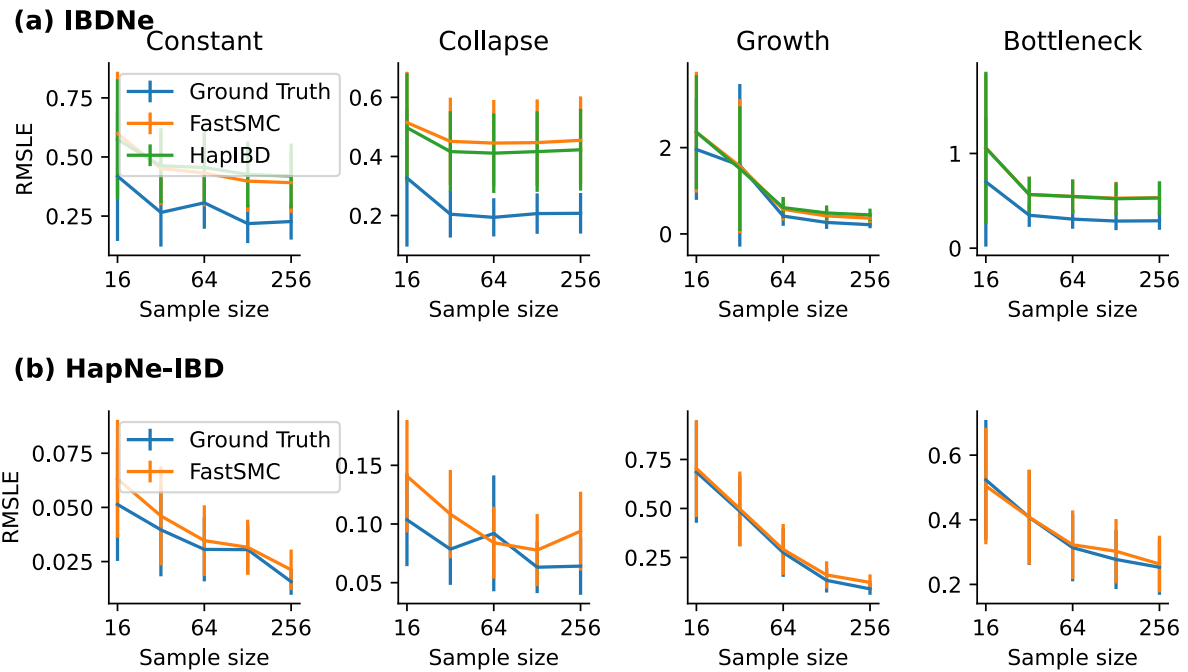 (a) IBDNe
Constant Collapse Growth Bottleneck
Ground Truth
FastSMC
HapIBD
RMSLE
0.75
0.50
0.25
16 64 256
Sample size
0.6
0.4
0.2
16 64 256
Sample size
2
0
16 64 256
Sample size
1
0
16 64 256
Sample size
(b) HapNe-IBD
Ground Truth
FastSMC
RMSLE
0.075
0.050
0.025
16 64 256
Sample size
0.15
0.10
0.05
16 64 256
Sample size
0.75
0.50
0.25
16 64 256
Sample size
0.6
0.4
0.2
16 64 256
Sample size